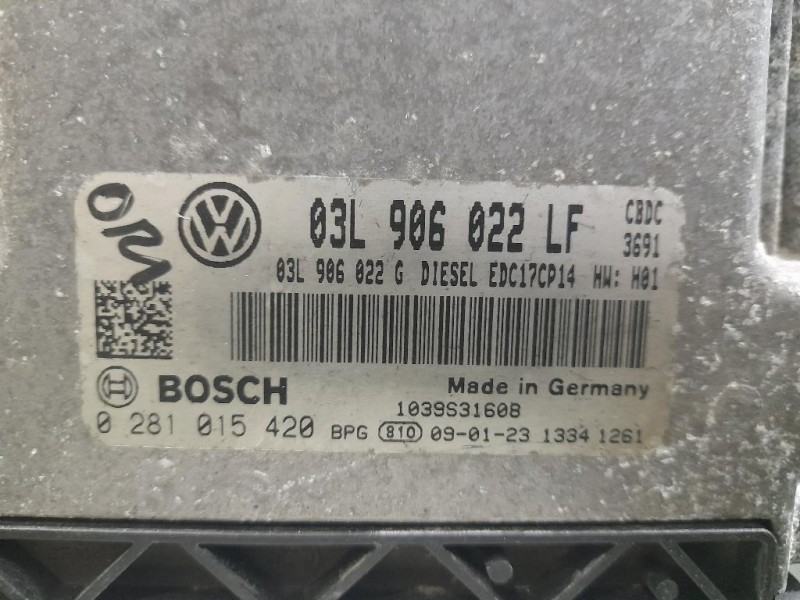 03L 906 022 LF CBDC
3691
03L 906 022 G DIESEL EDC17CP14 HW: H01
BOSCH Made in Germany
1039S31608
0 281 015 420 BPG 810 09-01-23 1334 1261